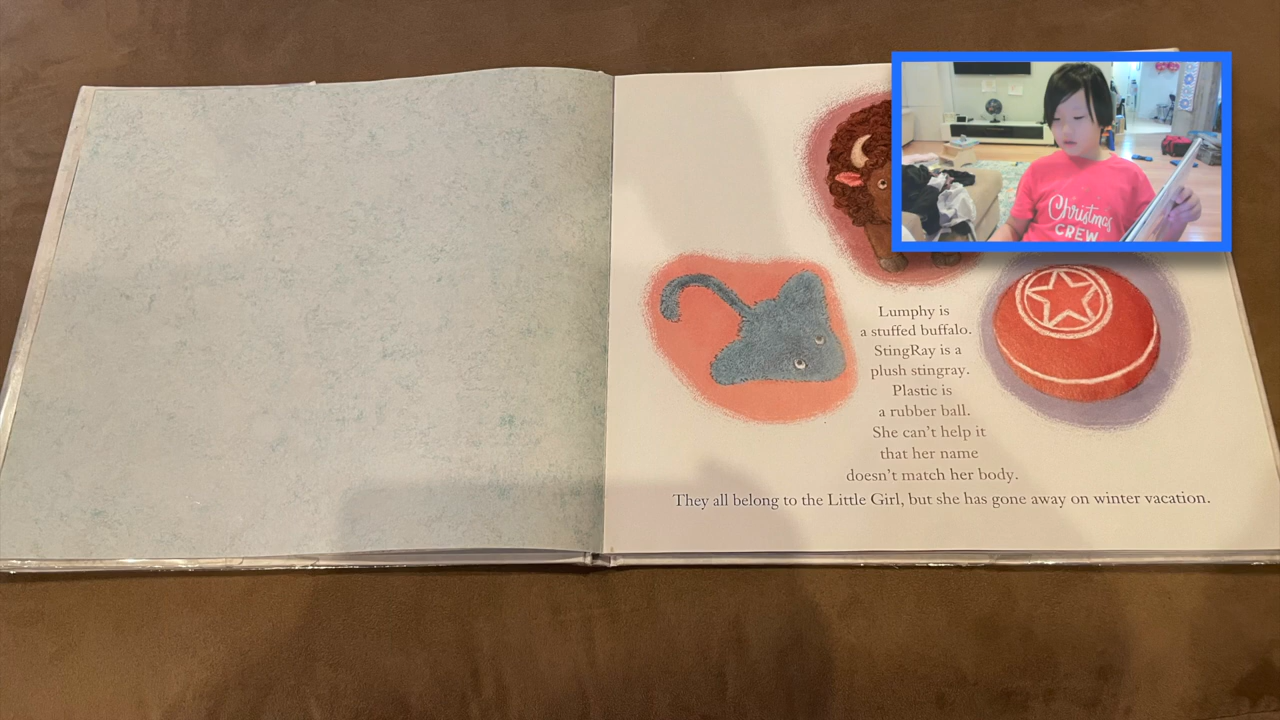 Lumphy is
a stuffed buffalo.
StingRay is a
plush stingray.
Plastic is
a rubber ball.
She can't help it
that her name
doesn't match her body.
They all belong to the Little Girl, but she has gone away on winter vacation.
Christmas
CREW